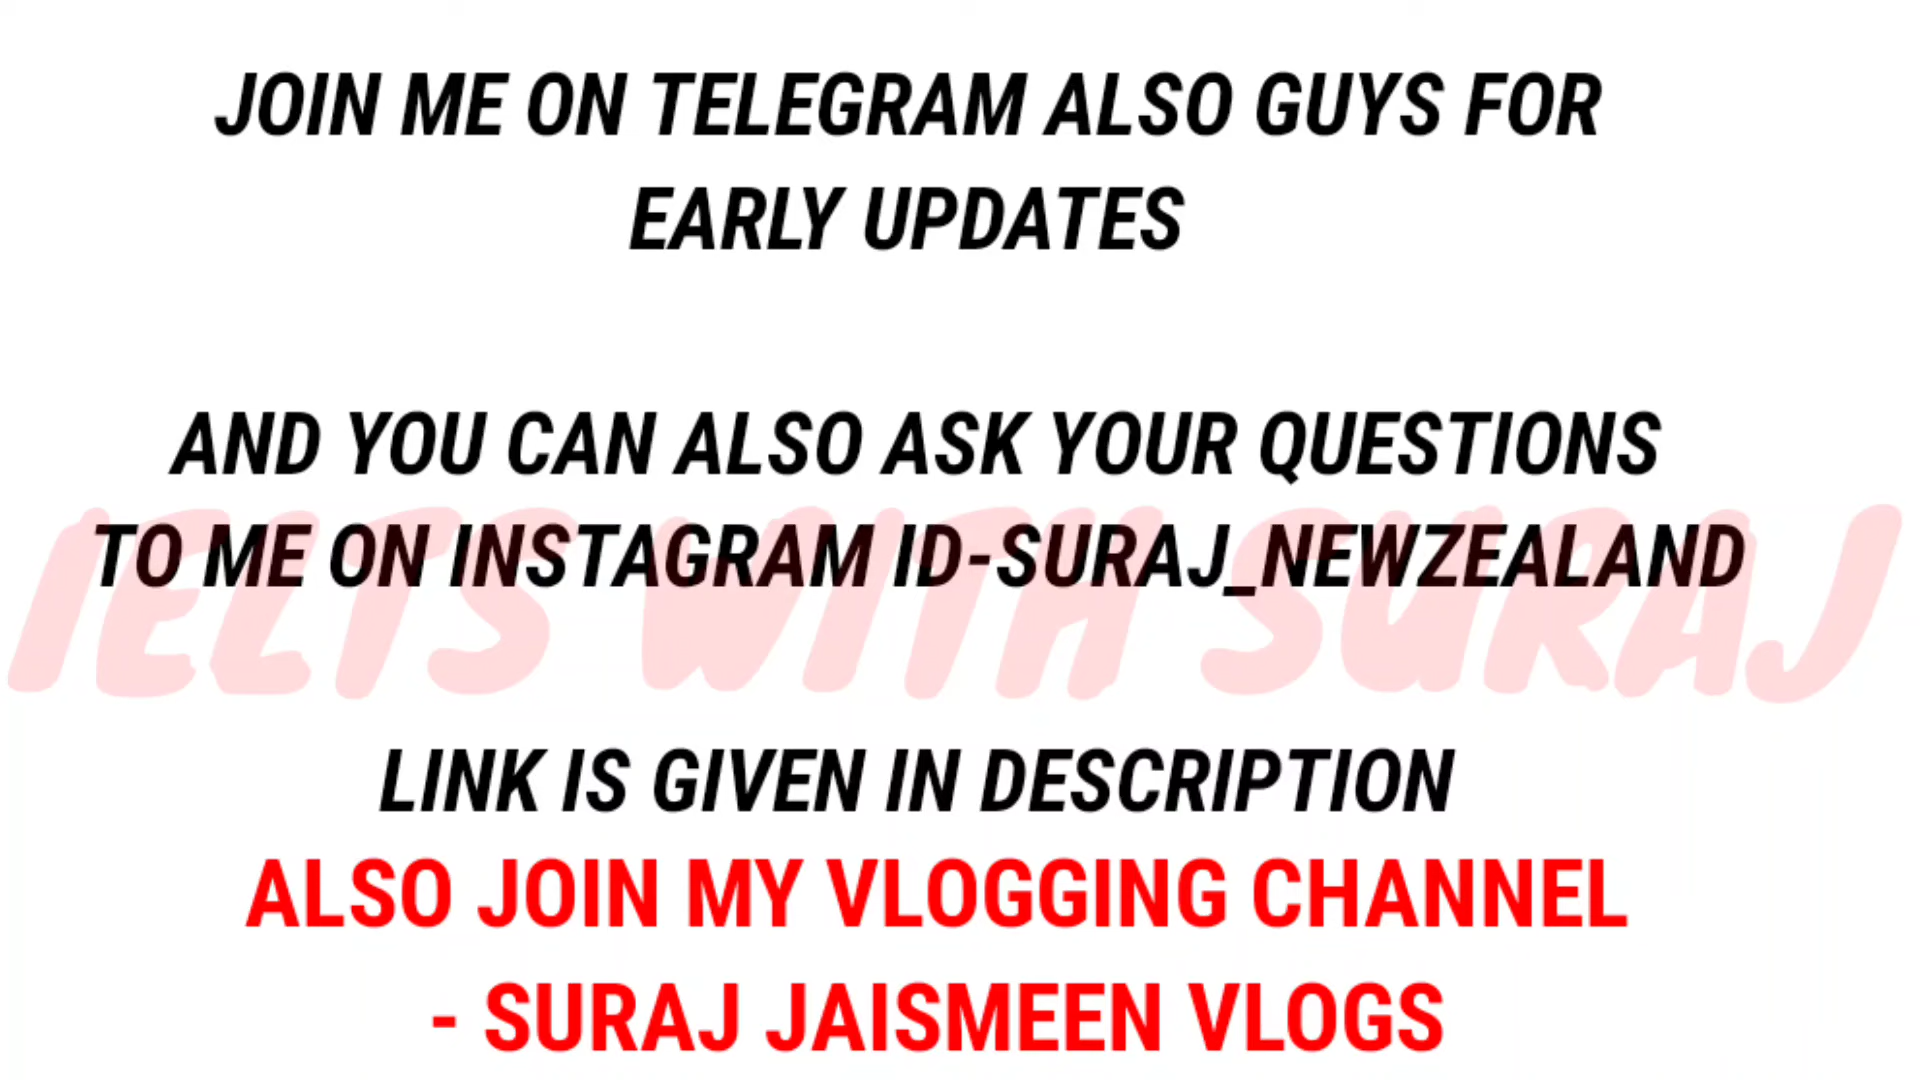 JOIN ME ON TELEGRAM ALSO GUYS FOR
EARLY UPDATES
AND YOU CAN ALSO ASK YOUR QUESTIONS
TO ME ON INSTAGRAM ID-SURAJ_NEWZEALAND
IELTS WITH SURAJ
LINK IS GIVEN IN DESCRIPTION
ALSO JOIN MY VLOGGING CHANNEL
- SURAJ JAISMEEN VLOGS